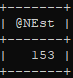 +--------+
| @NEst |
+--------+
| 153 |
+--------+